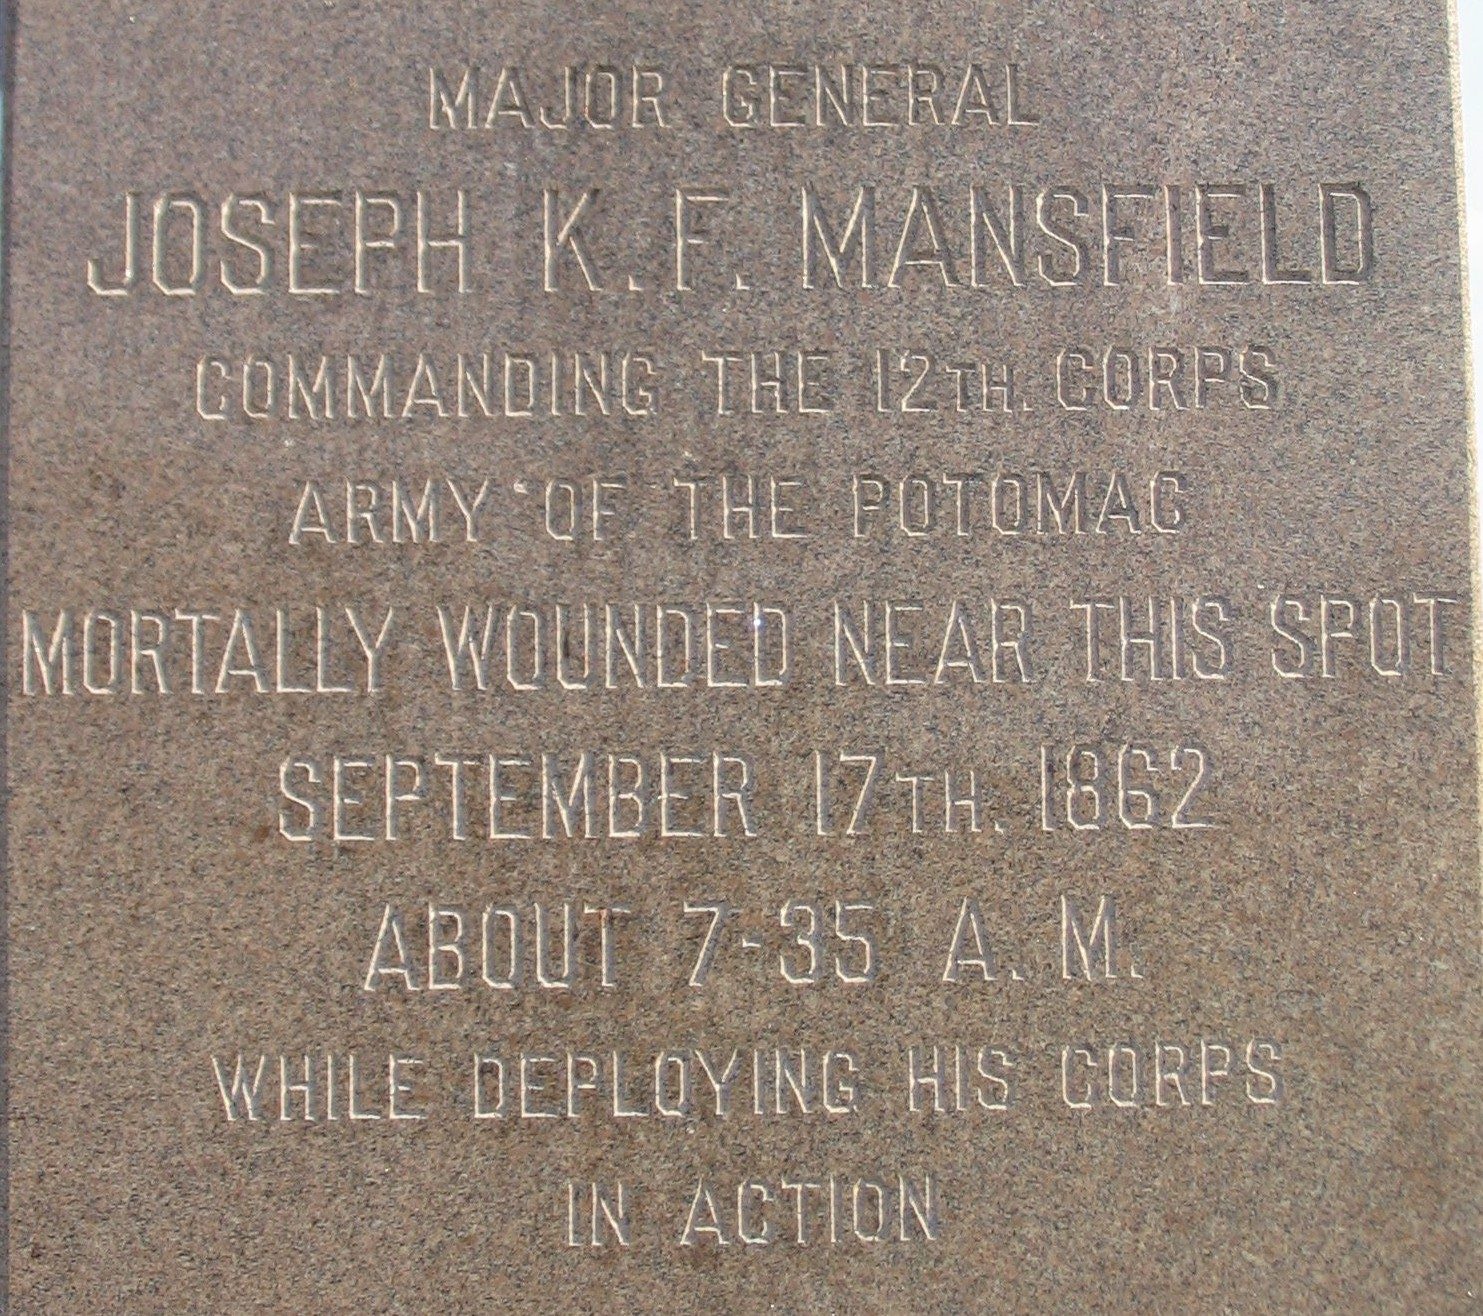 MAJOR GENERAL
JOSEPH K. F. MANSFIELD
COMMANDING THE 12TH. CORPS
ARMY OF THE POTOMAC
MORTALLY WOUNDED NEAR THIS SPOT
SEPTEMBER 17TH. 1862
ABOUT 7-35 A. M.
WHILE DEPLOYING HIS CORPS
IN ACTION